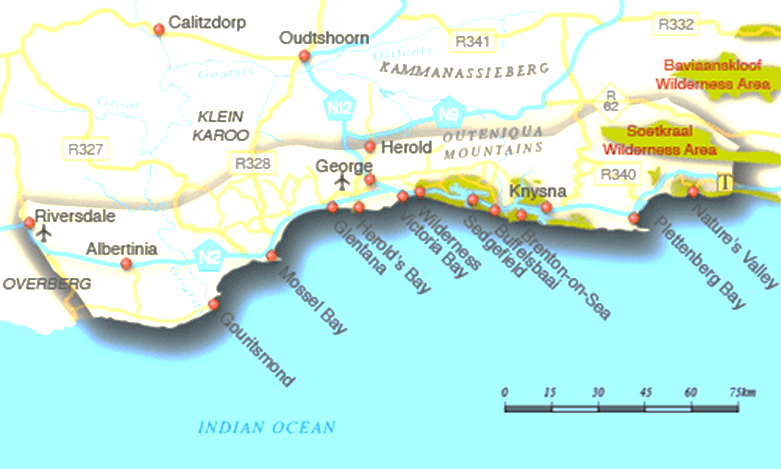 Calitzdorp
Oudtshoorn
R341
R332
Olifants
KAMMANASSIEBERG
Baviaanskloof
Wilderness Area
Gourits
Groot
KLEIN
KAROO
N12
N9
R
62
OUTENIQUA
MOUNTAINS
Soetkraal
Wilderness Area
R327
R328
Herold
George
R340
Knysna
T
Riversdale
Albertinia
N2
OVERBERG
Gourits
Gouritsmond
Mossel Bay
Glentana
Herold's Bay
Victoria Bay
Wilderness
Sedgefield
Buffelsbaai
Brenton-on-Sea
Plettenberg Bay
Nature's Valley
INDIAN OCEAN
0 15 30 45 60 75km